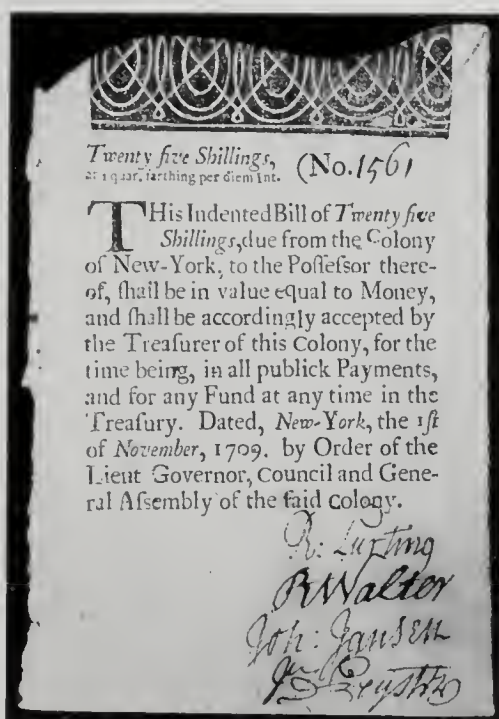 Twenty five Shillings,
at 1 quar. farthing per diem Int. (No. 1561
THis Indented Bill of Twenty five
Shillings, due from the Colony
of New-York, to the Poſſeſſor there-
of, ſhall be in value equal to Money,
and ſhall be accordingly accepted by
the Treaſurer of this Colony, for the
time being, in all publick Payments,
and for any Fund at any time in the
Treaſury. Dated, New-York, the 1ſt
of November, 1709. by Order of the
Lieut Governor, Council and Gene-
ral Aſſembly of the ſaid Colony.
R: Lurting
R Walter
Joh: Jansen